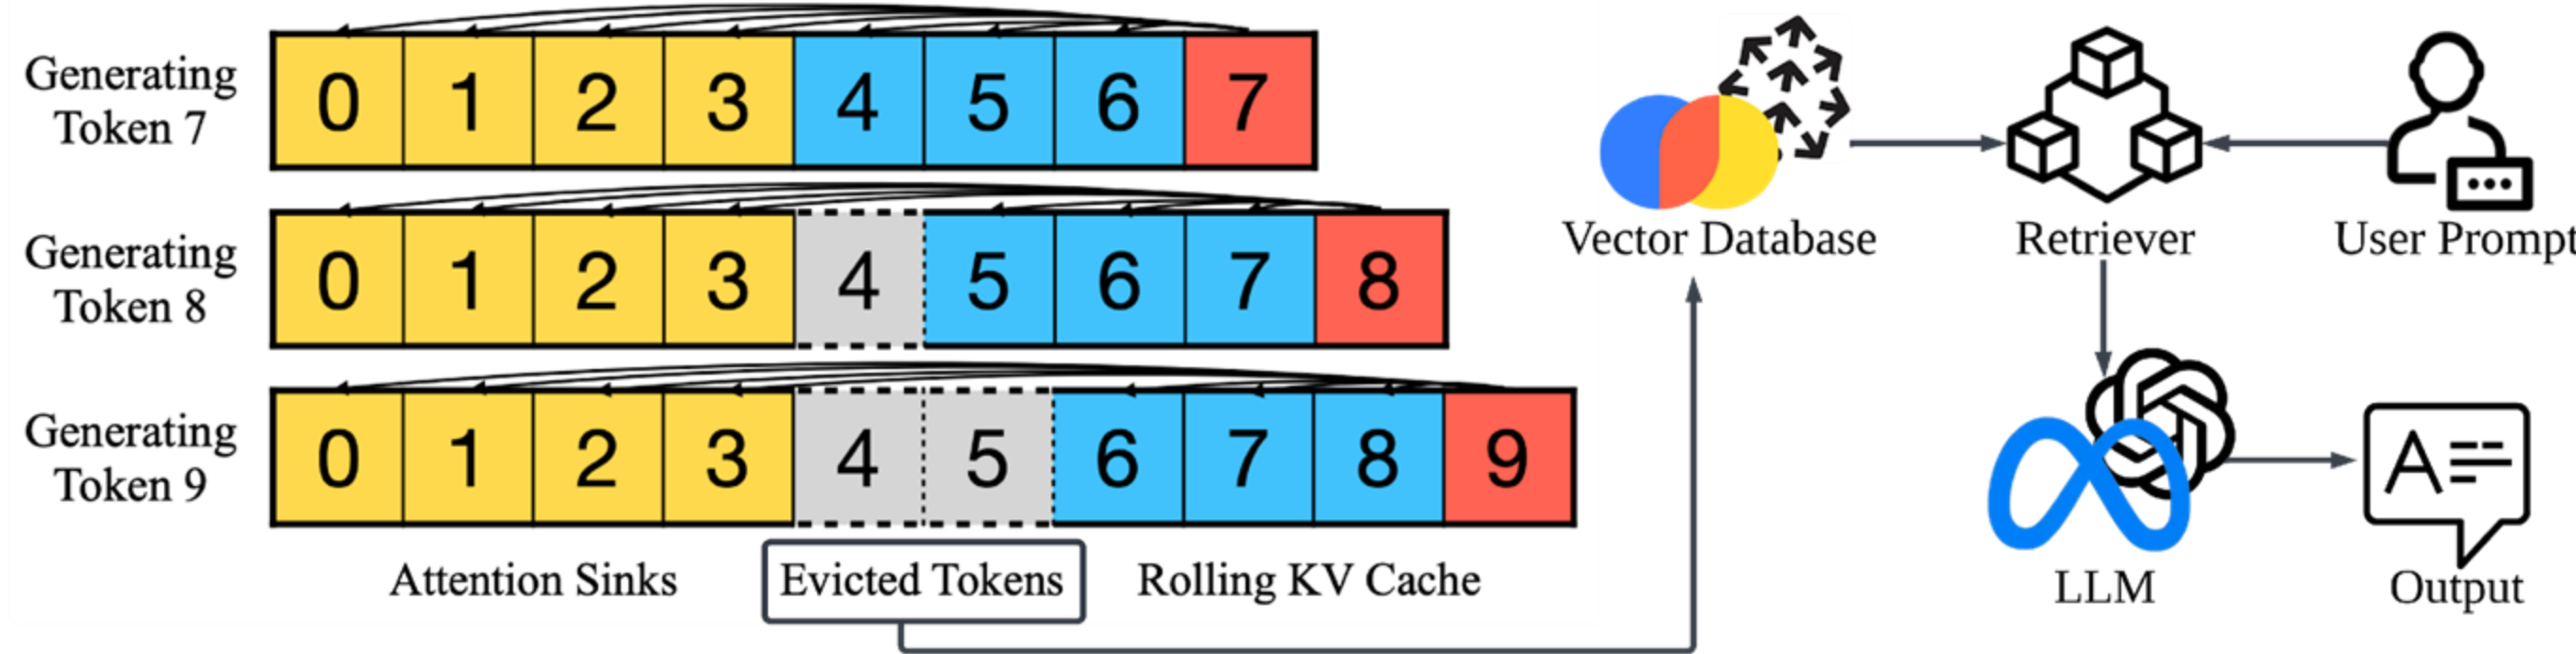 Generating
Token 7
0 1 2 3 4 5 6 7
Generating
Token 8
0 1 2 3 4 5 6 7 8
Generating
Token 9
0 1 2 3 4 5 6 7 8 9
Attention Sinks
Evicted Tokens
Rolling KV Cache
Vector Database
Retriever
User Prompt
LLM
A
Output